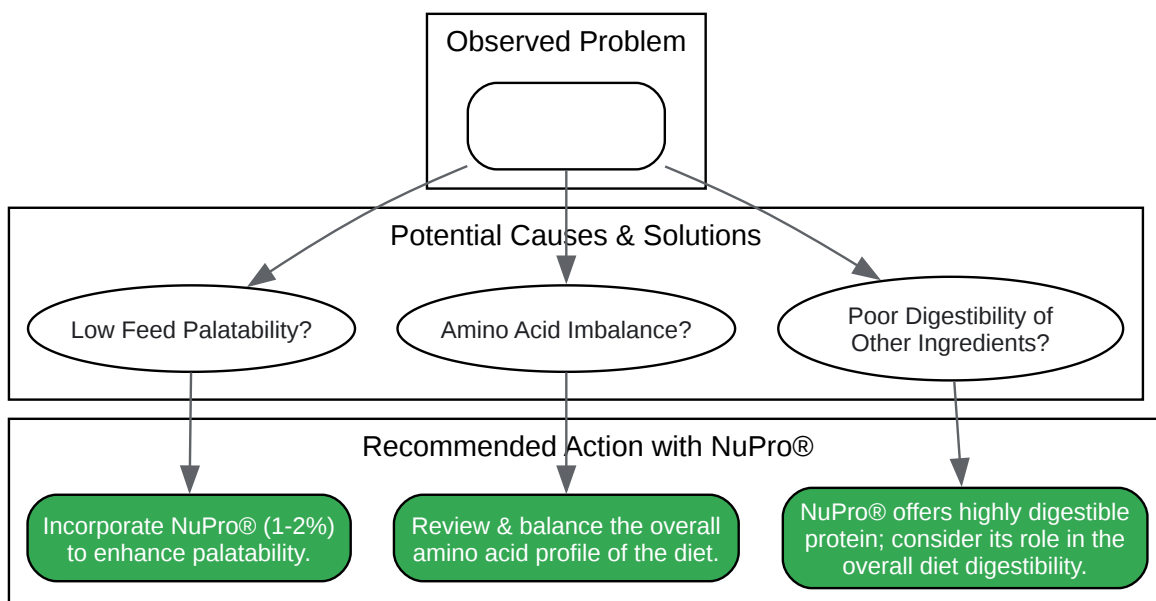 Observed Problem
Potential Causes & Solutions
Low Feed Palatability?
Amino Acid Imbalance?
Poor Digestibility of
Other Ingredients?
Recommended Action with NuPro®
Incorporate NuPro® (1-2%)
to enhance palatability.
Review & balance the overall
amino acid profile of the diet.
NuPro® offers highly digestible
protein; consider its role in the
overall diet digestibility.